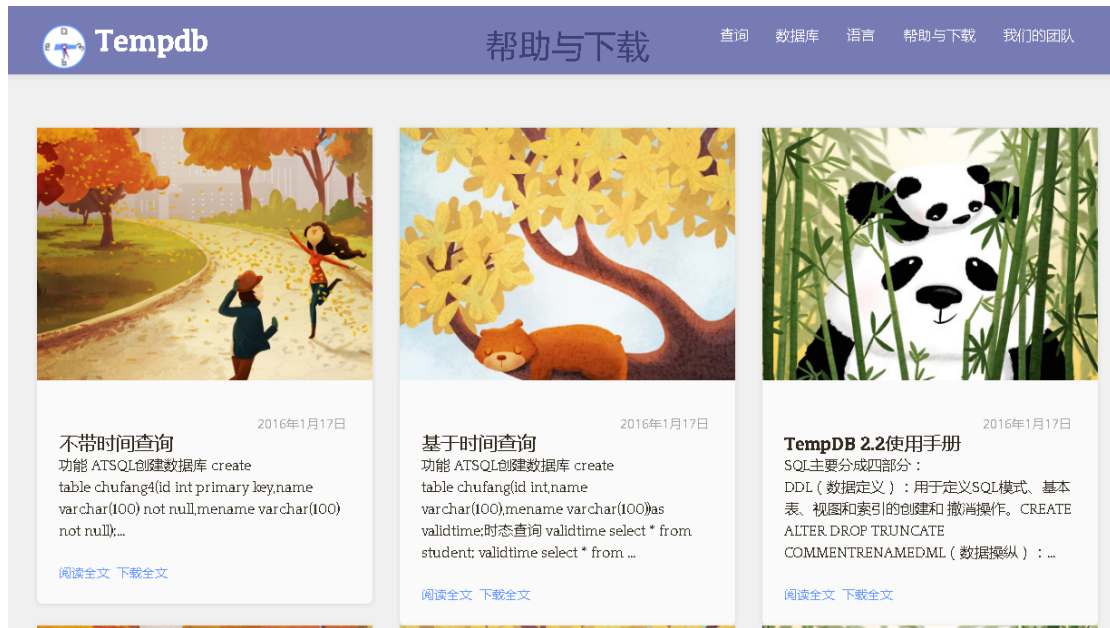 Tempdb
帮助与下载
查询 数据库 语言 帮助与下载 我们的团队
2016年1月17日
不带时间查询
功能 ATSQL创建数据库 create
table chufang4(id int primary key,name
varchar(100) not null,mename varchar(100)
not null);...
阅读全文 下载全文
2016年1月17日
基于时间查询
功能 ATSQL创建数据库 create
table chufang(id int,name
varchar(100),mename varchar(100))as
validtime;时态查询 validtime select * from
student; validtime select * from ...
阅读全文 下载全文
2016年1月17日
TempDB 2.2使用手册
SQL主要分成四部分：
DDL（数据定义）：用于定义SQL模式、基本
表、视图和索引的创建和 撤消操作。CREATE
ALTER DROP TRUNCATE
COMMENTRENAMEDML（数据操纵）：...
阅读全文 下载全文